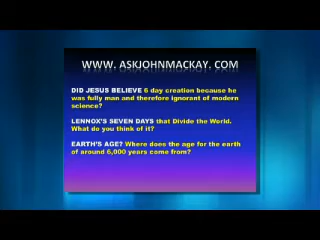 WWW. ASKJOHNMACKAY. COM
DID JESUS BELIEVE 6 day creation because he
was fully man and therefore ignorant of modern
science?
LENNOX'S SEVEN DAYS that Divide the World.
What do you think of it?
EARTH'S AGE? Where does the age for the earth
of around 6,000 years come from?